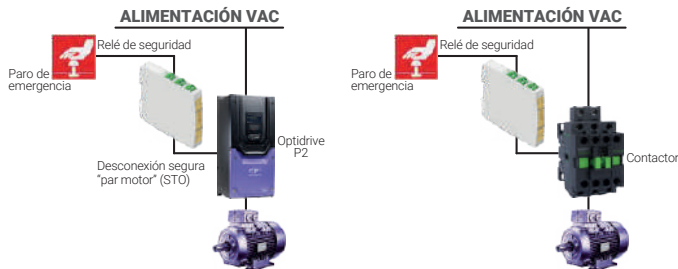 ALIMENTACIÓN VAC
Relé de seguridad
Paro de
emergencia
Optidrive
P2
Desconexión segura
“par motor” (STO)
ALIMENTACIÓN VAC
Relé de seguridad
Paro de
emergencia
Contactor